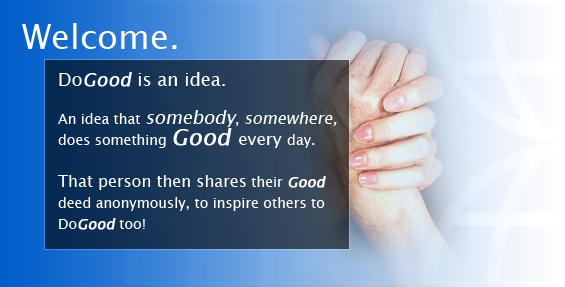 Welcome.
DoGood is an idea.
An idea that somebody, somewhere,
does something Good every day.
That person then shares their Good
deed anonymously, to inspire others to
DoGood too!